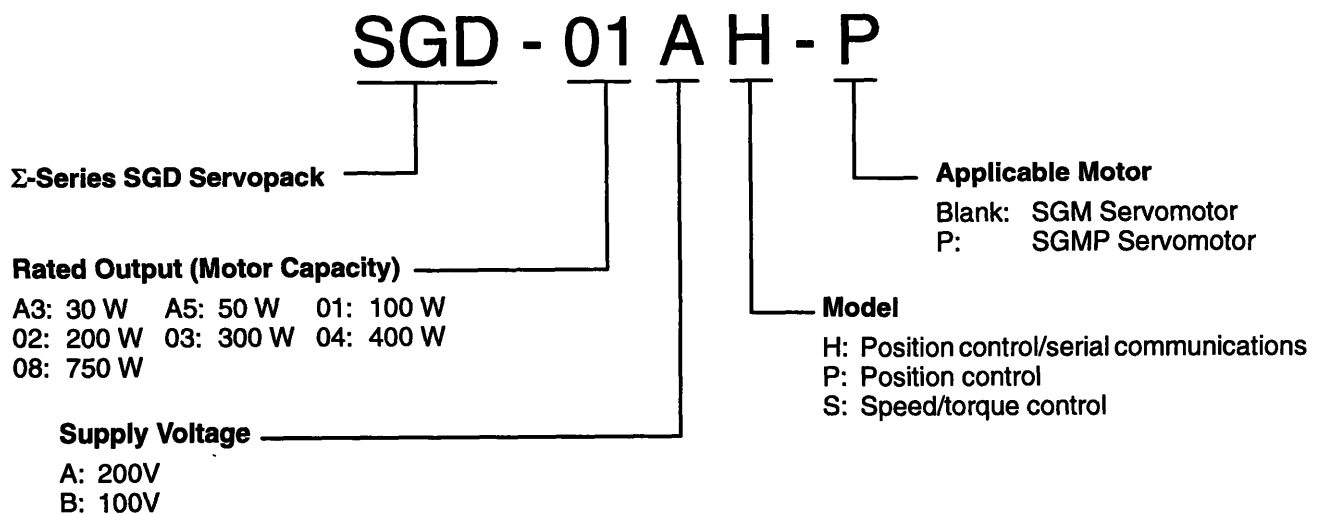 SGD - 01 A H - P
Σ-Series SGD Servopack
Applicable Motor
Blank: SGM Servomotor
P: SGMP Servomotor
Rated Output (Motor Capacity)
A3: 30 W A5: 50 W 01: 100 W
02: 200 W 03: 300 W 04: 400 W
08: 750 W
Model
H: Position control/serial communications
P: Position control
S: Speed/torque control
Supply Voltage
A: 200V
B: 100V